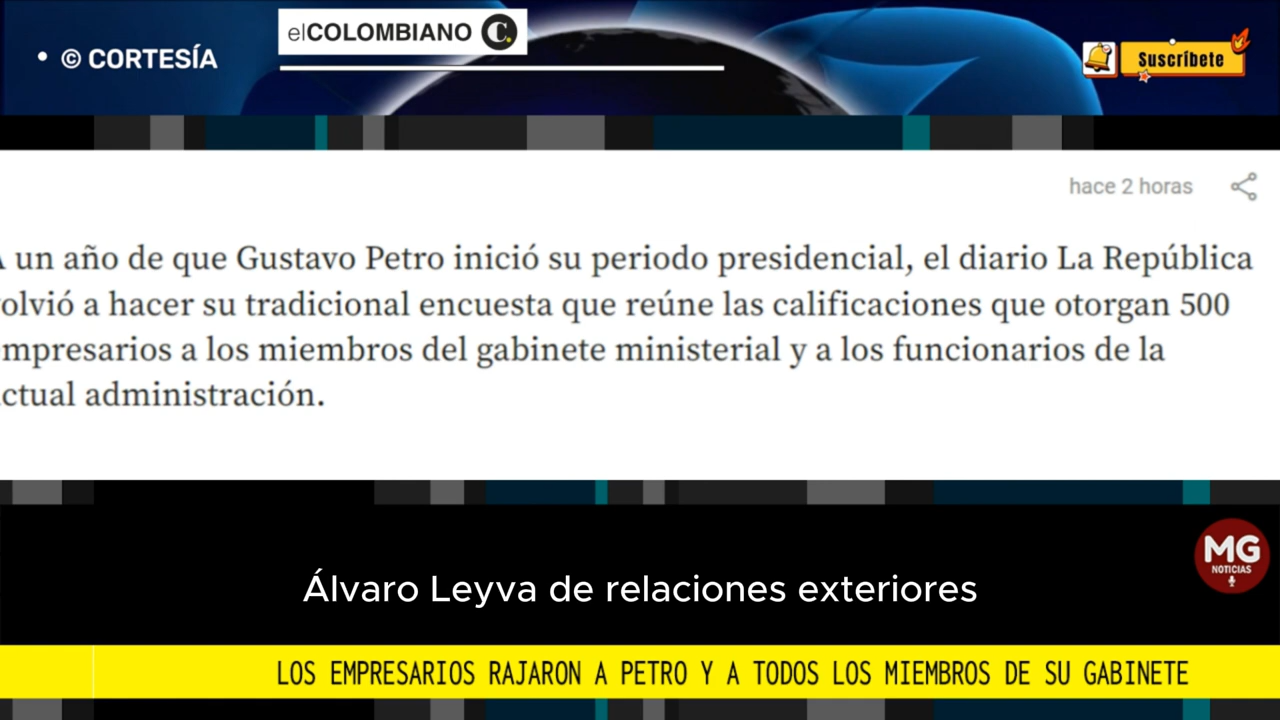 elCOLOMBIANO C.
• © CORTESÍA
Suscríbete
hace 2 horas
A un año de que Gustavo Petro inició su periodo presidencial, el diario La República
olvió a hacer su tradicional encuesta que reúne las calificaciones que otorgan 500
mpresarios a los miembros del gabinete ministerial y a los funcionarios de la
ctual administración.
MG
NOTICIAS
Álvaro Leyva de relaciones exteriores
LOS EMPRESARIOS RAJARON A PETRO Y A TODOS LOS MIEMBROS DE SU GABINETE